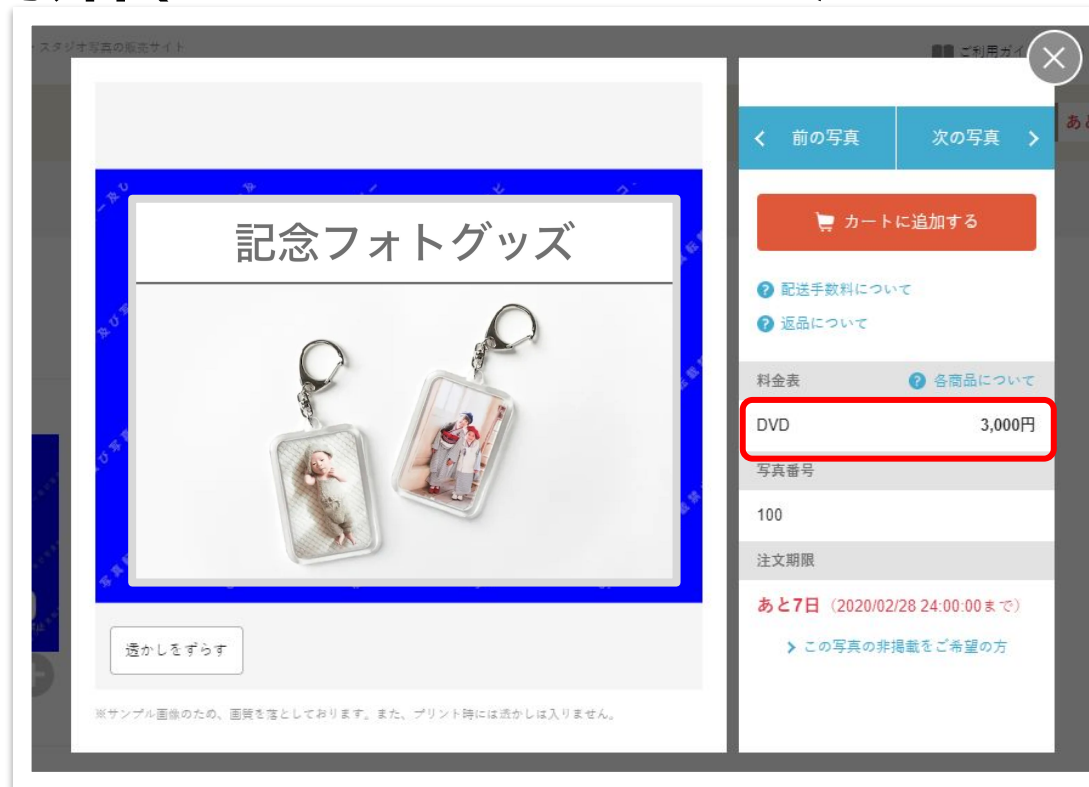 スタジオ写真の販売サイト
ご利用ガイ
前の写真
次の写真
カートに追加する
記念フォトグッズ
配送手数料について
返品について
料金表
各商品について
DVD
3,000円
写真番号
100
注文期限
あと7日（2020/02/28 24:00:00まで）
この写真の非掲載をご希望の方
透かしをずらす
※サンプル画像のため、画質を落としております。また、プリント時には透かしは入りません。